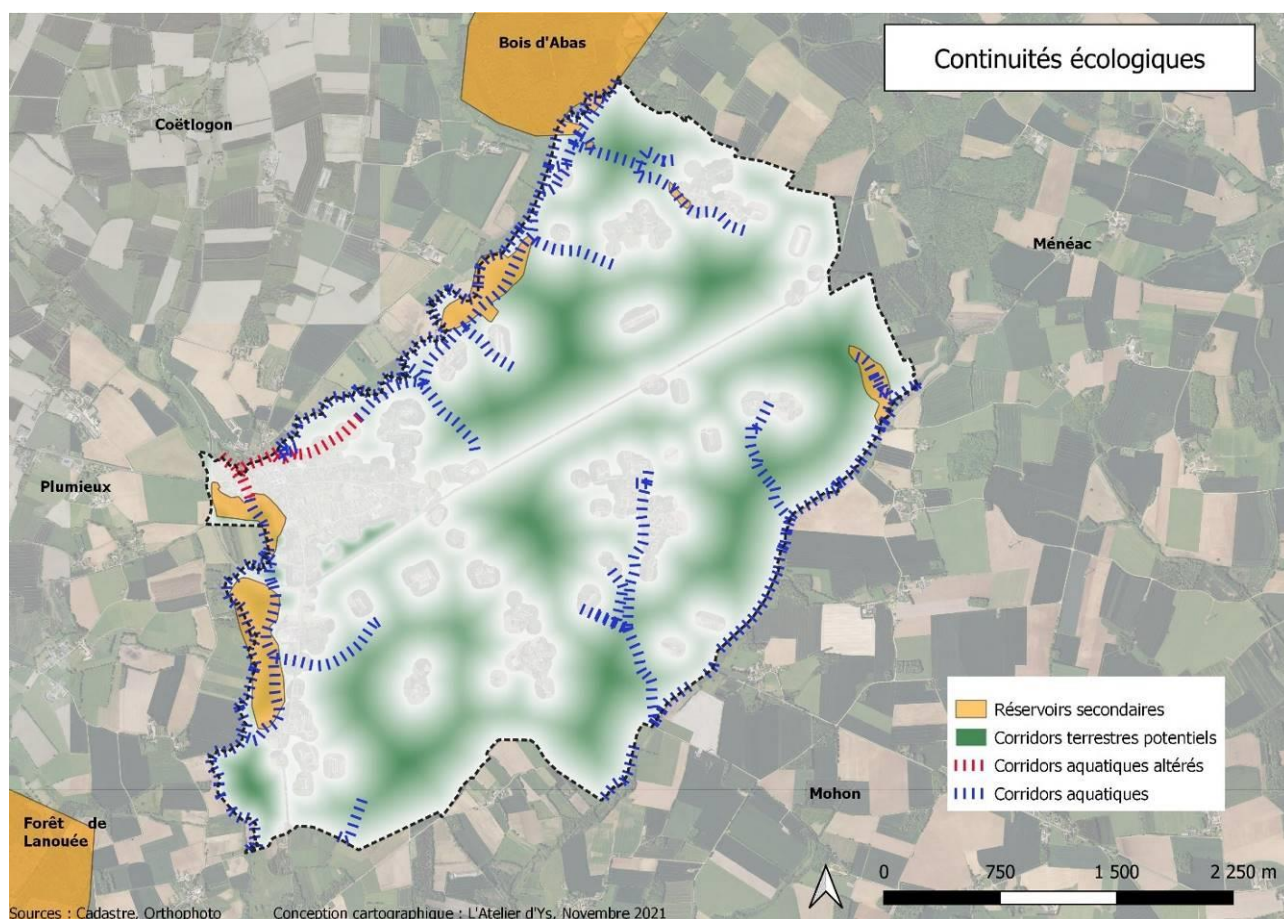 Continuités écologiques
Bois d'Abas
Coëtlogon
Ménéac
Plumieux
Mohon
Forêt de
Lanouée
Réservoirs secondaires
Corridors terrestres potentiels
Corridors aquatiques altérés
Corridors aquatiques
0 750 1 500 2 250 m
Sources : Cadastre, Orthophoto Conception cartographique : L'Atelier d'Ys, Novembre 2021